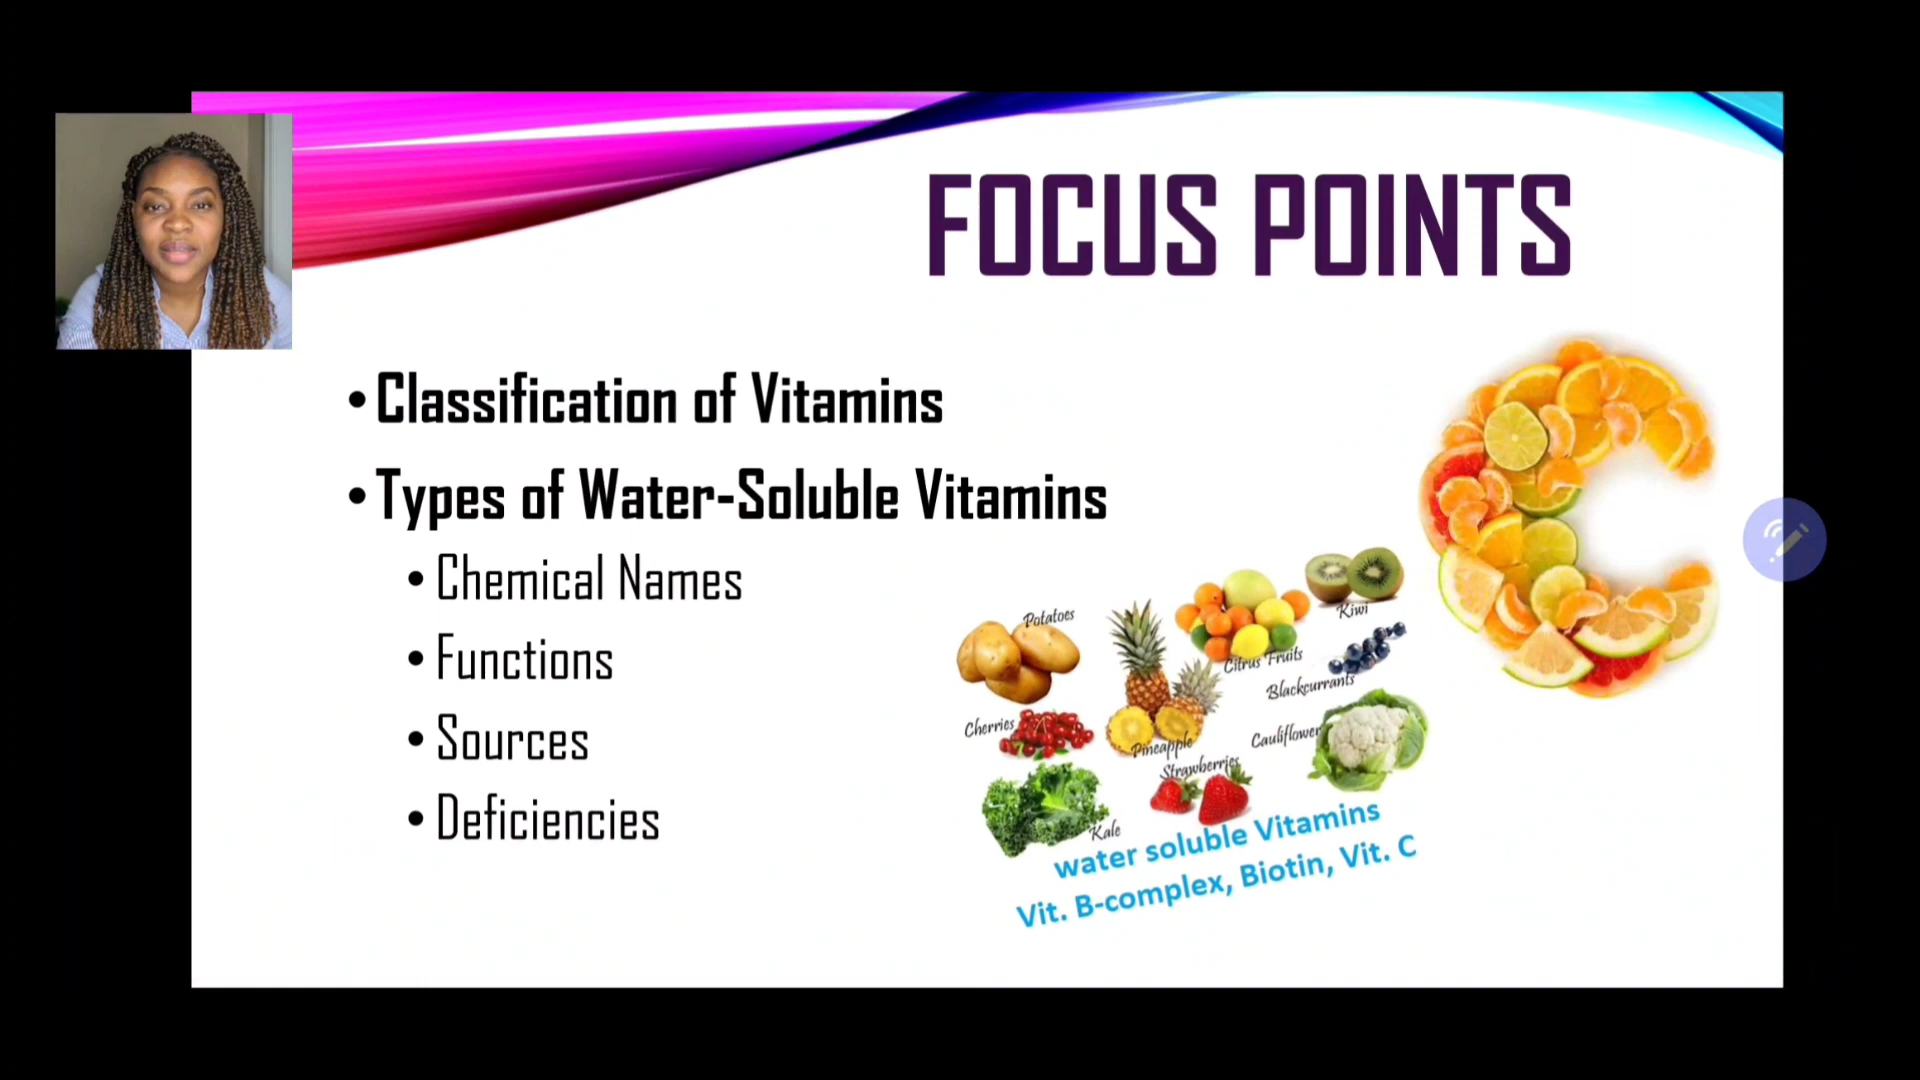 FOCUS POINTS
• Classification of Vitamins
• Types of Water-Soluble Vitamins
• Chemical Names
• Functions
• Sources
• Deficiencies
Potatoes
Kiwi
Citrus Fruits
Blackcurrants
Cherries
Pineapple
Cauliflower
Strawberries
Kale
water soluble Vitamins
Vit. B-complex, Biotin, Vit. C